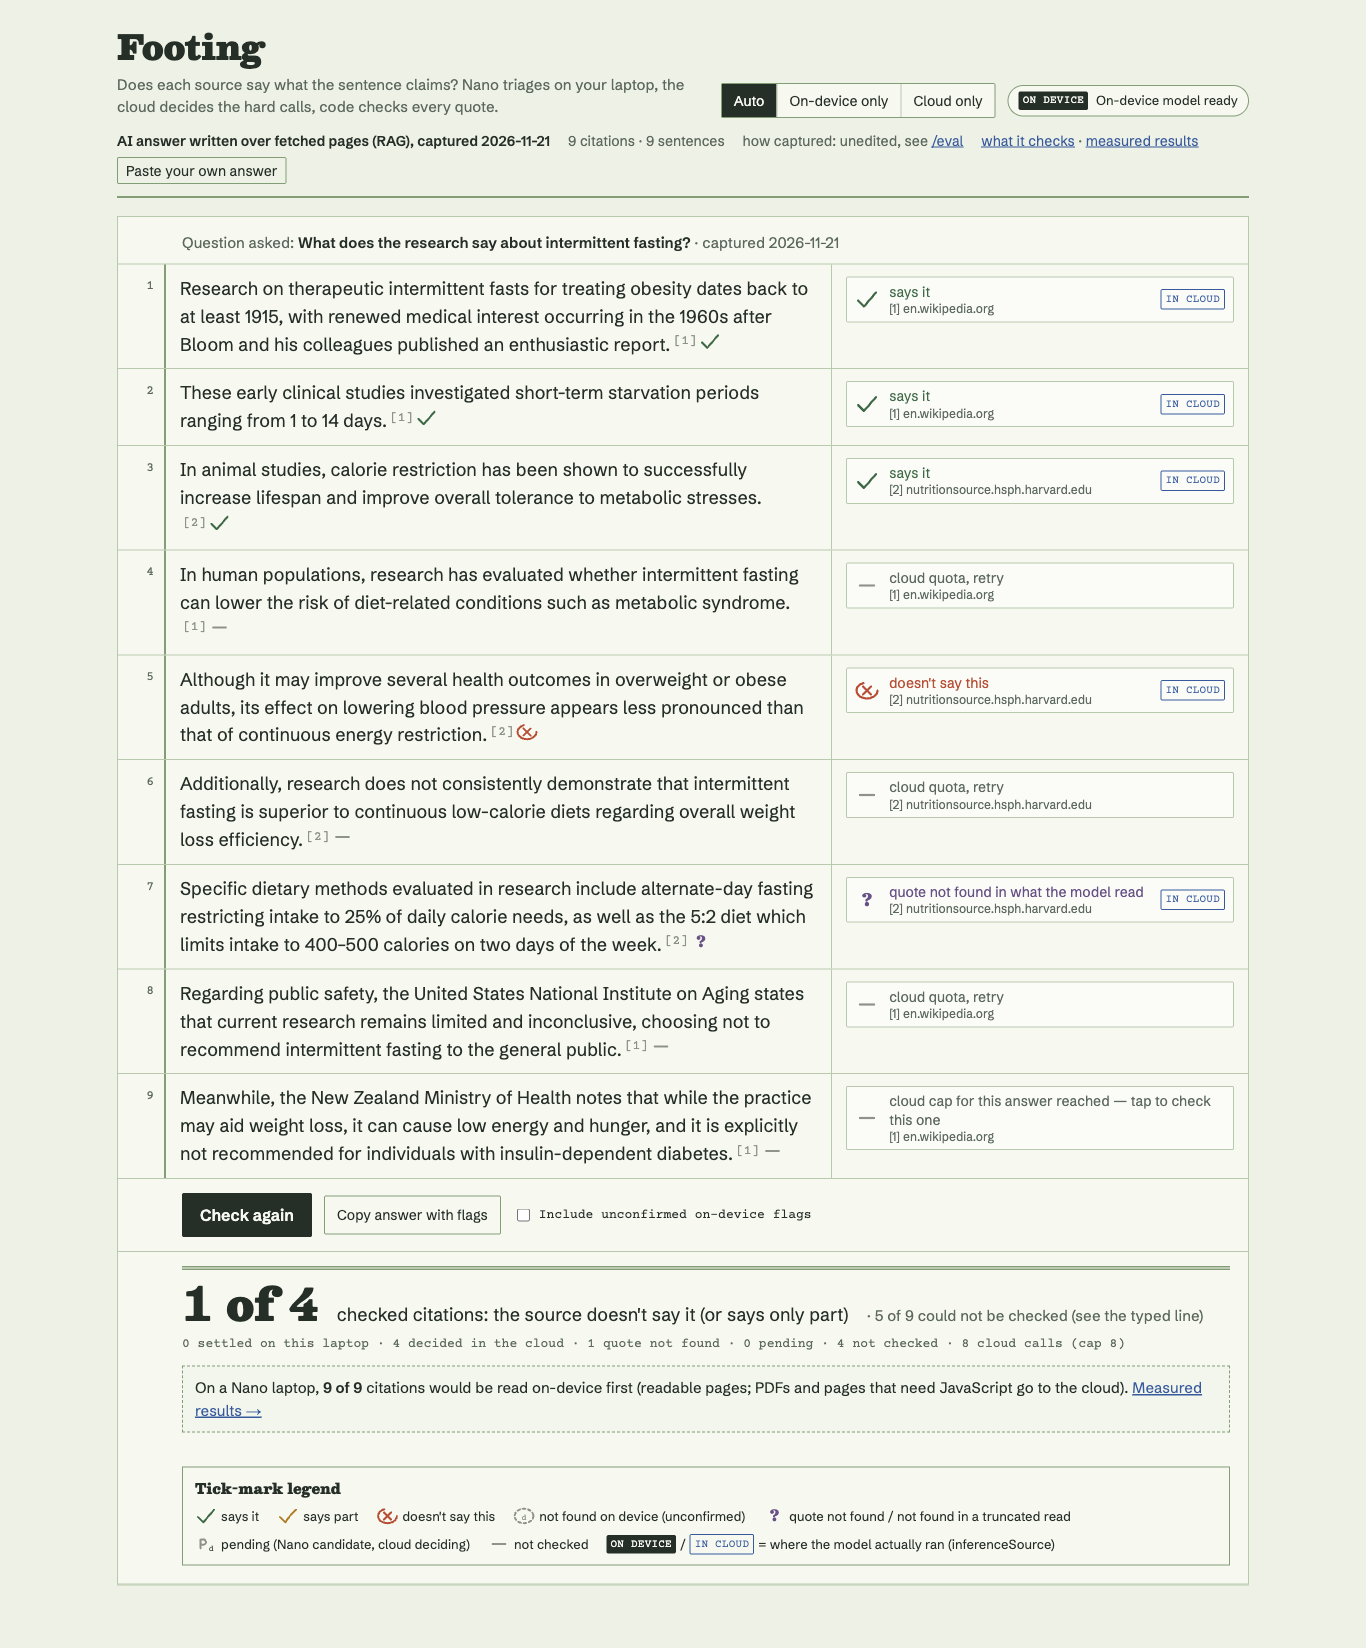 Footing
Does each source say what the sentence claims? Nano triages on your laptop, the
cloud decides the hard calls, code checks every quote.
Auto On-device only Cloud only ON DEVICE On-device model ready
AI answer written over fetched pages (RAG), captured 2026-11-21 9 citations · 9 sentences how captured: unedited, see /eval what it checks · measured results
Paste your own answer
Question asked: What does the research say about intermittent fasting? · captured 2026-11-21
1
Research on therapeutic intermittent fasts for treating obesity dates back to
at least 1915, with renewed medical interest occurring in the 1960s after
Bloom and his colleagues published an enthusiastic report. [1]
says it
[1] en.wikipedia.org
IN CLOUD
2
These early clinical studies investigated short-term starvation periods
ranging from 1 to 14 days. [1]
says it
[1] en.wikipedia.org
IN CLOUD
3
In animal studies, calorie restriction has been shown to successfully
increase lifespan and improve overall tolerance to metabolic stresses.
[2]
says it
[2] nutritionsource.hsph.harvard.edu
IN CLOUD
4
In human populations, research has evaluated whether intermittent fasting
can lower the risk of diet-related conditions such as metabolic syndrome.
[1] —
— cloud quota, retry
[1] en.wikipedia.org
5
Although it may improve several health outcomes in overweight or obese
adults, its effect on lowering blood pressure appears less pronounced than
that of continuous energy restriction. [2]
doesn't say this
[2] nutritionsource.hsph.harvard.edu
IN CLOUD
6
Additionally, research does not consistently demonstrate that intermittent
fasting is superior to continuous low-calorie diets regarding overall weight
loss efficiency. [2] —
— cloud quota, retry
[2] nutritionsource.hsph.harvard.edu
7
Specific dietary methods evaluated in research include alternate-day fasting
restricting intake to 25% of daily calorie needs, as well as the 5:2 diet which
limits intake to 400–500 calories on two days of the week. [2] ?
? quote not found in what the model read
[2] nutritionsource.hsph.harvard.edu
IN CLOUD
8
Regarding public safety, the United States National Institute on Aging states
that current research remains limited and inconclusive, choosing not to
recommend intermittent fasting to the general public. [1] —
— cloud quota, retry
[1] en.wikipedia.org
9
Meanwhile, the New Zealand Ministry of Health notes that while the practice
may aid weight loss, it can cause low energy and hunger, and it is explicitly
not recommended for individuals with insulin-dependent diabetes. [1] —
— cloud cap for this answer reached — tap to check
this one
[1] en.wikipedia.org
Check again Copy answer with flags Include unconfirmed on-device flags
1 of 4 checked citations: the source doesn't say it (or says only part) · 5 of 9 could not be checked (see the typed line)
0 settled on this laptop · 4 decided in the cloud · 1 quote not found · 0 pending · 4 not checked · 8 cloud calls (cap 8)
On a Nano laptop, 9 of 9 citations would be read on-device first (readable pages; PDFs and pages that need JavaScript go to the cloud). Measured
results →
Tick-mark legend
says it says part doesn't say this d not found on device (unconfirmed) ? quote not found / not found in a truncated read
Pd pending (Nano candidate, cloud deciding) — not checked ON DEVICE / IN CLOUD = where the model actually ran (inferenceSource)